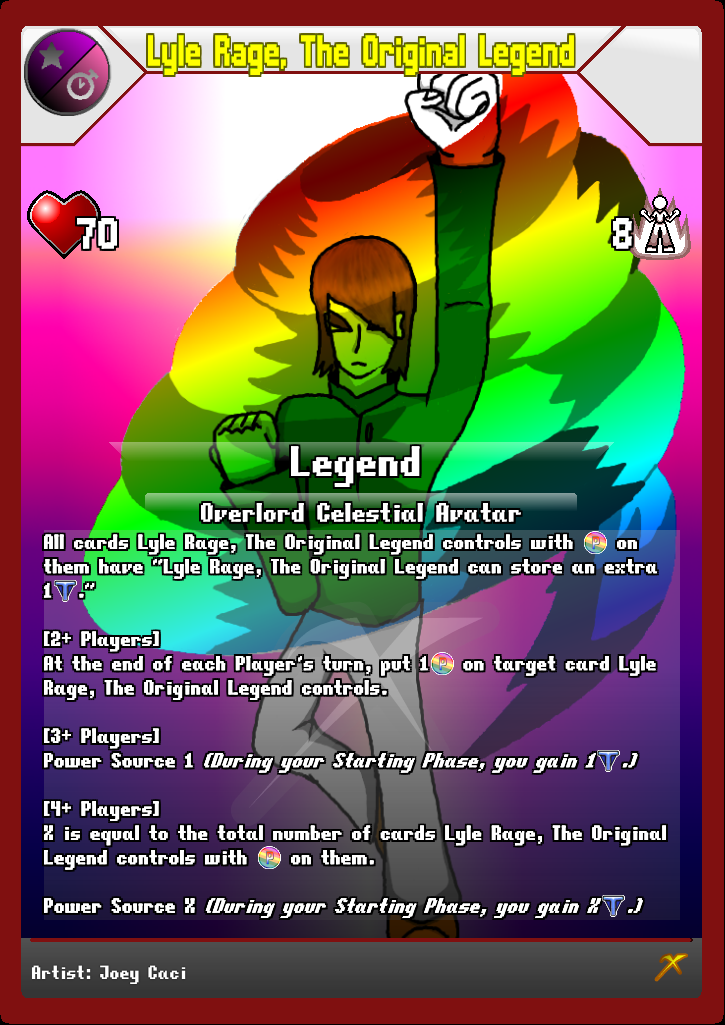 Lyle Rage, The Original Legend
70
8
Legend
Overlord Celestial Avatar
All cards Lyle Rage, The Original Legend controls with P on
them have "Lyle Rage, The Original Legend can store an extra
1T."
[2+ Players]
At the end of each Player's turn, put 1P on target card Lyle
Rage, The Original Legend controls.
[3+ Players]
Power Source 1 (During your Starting Phase, you gain 1T.)
[4+ Players]
X is equal to the total number of cards Lyle Rage, The Original
Legend controls with P on them.
Power Source X (During your Starting Phase, you gain XT.)
Artist: Joey Caci